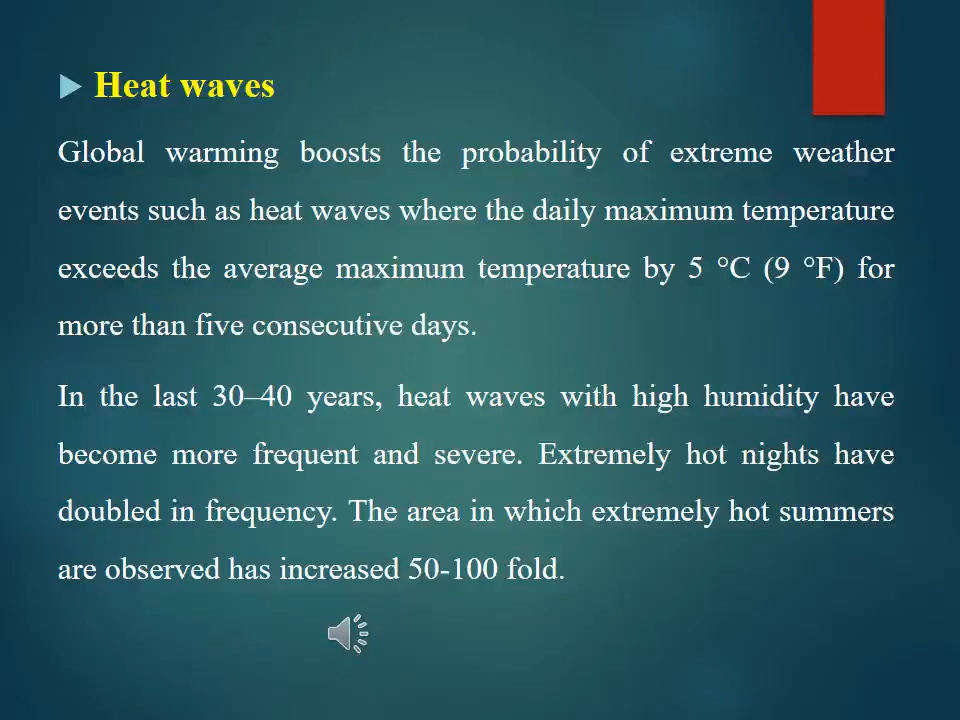 Heat waves
Global warming boosts the probability of extreme weather
events such as heat waves where the daily maximum temperature
exceeds the average maximum temperature by 5 °C (9 °F) for
more than five consecutive days.
In the last 30–40 years, heat waves with high humidity have
become more frequent and severe. Extremely hot nights have
doubled in frequency. The area in which extremely hot summers
are observed has increased 50-100 fold.